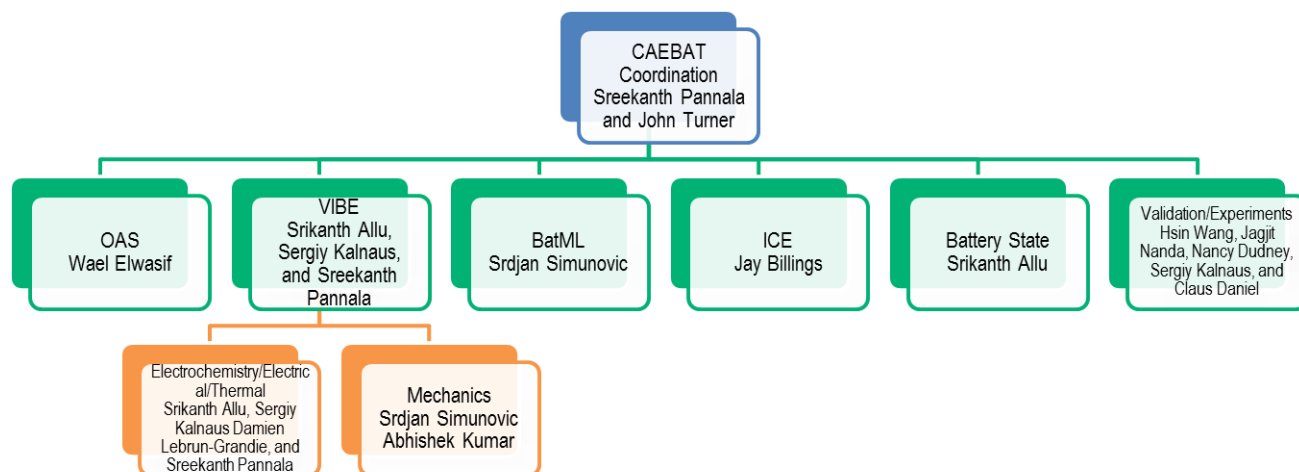 CAEBAT
Coordination
Sreekanth Pannala
and John Turner
OAS
Wael Elwasif
VIBE
Srikanth Allu,
Sergiy Kalnaus,
and Sreekanth
Pannala
BatML
Srdjan Simunovic
ICE
Jay Billings
Battery State
Srikanth Allu
Validation/Experiments
Hsin Wang, Jagjit
Nanda, Nancy Dudney,
Sergiy Kalnaus, and
Claus Daniel
Electrochemistry/Electric
al/Thermal
Srikanth Allu, Sergiy
Kalnaus Damien
Lebrun-Grandie, and
Sreekanth Pannala
Mechanics
Srdjan Simunovic
Abhishek Kumar